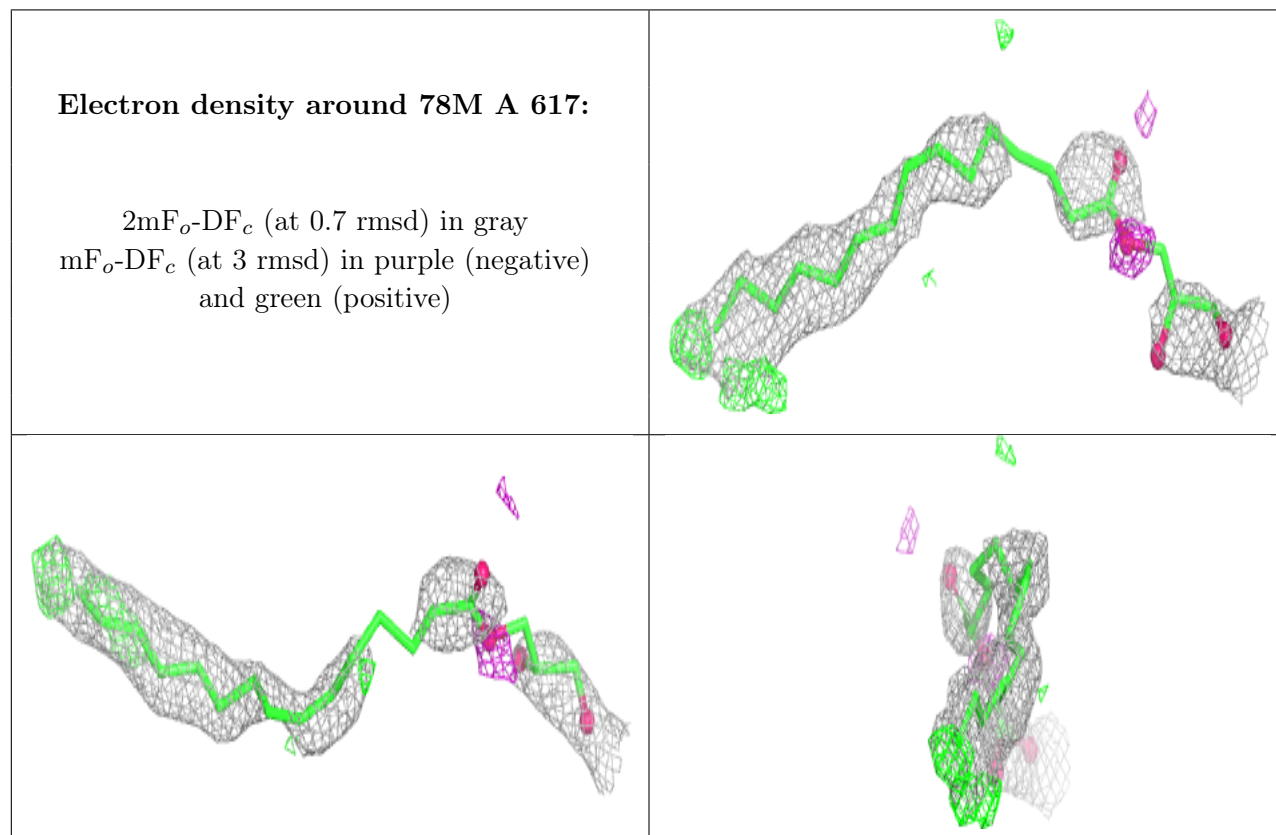 Electron density around 78M A 617:
2mFo-DFc (at 0.7 rmsd) in gray
mFo-DFc (at 3 rmsd) in purple (negative)
and green (positive)